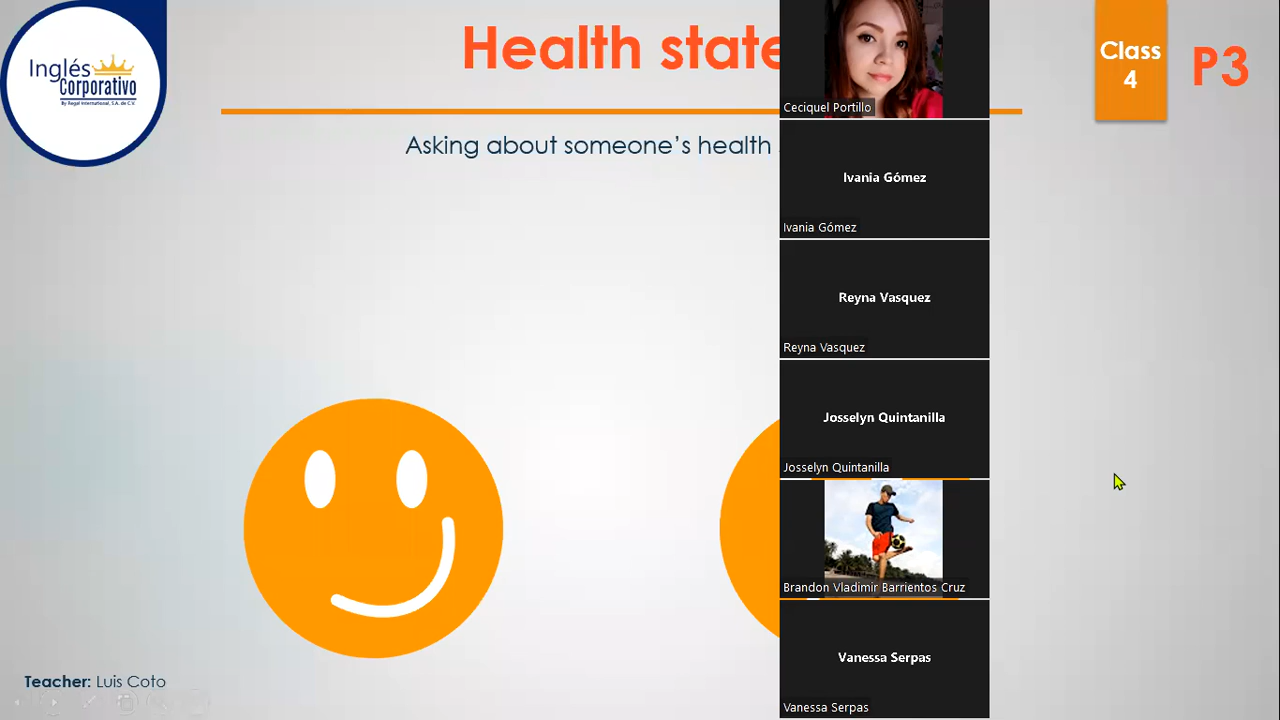 Inglés
Corporativo
By Regal International, S.A. de C.V.
Health state
Class
4
P3
Asking about someone's health
Ceciquel Portillo
Ivania Gómez
Ivania Gómez
Reyna Vasquez
Reyna Vasquez
Josselyn Quintanilla
Josselyn Quintanilla
Brandon Vladimir Barrientos Cruz
Vanessa Serpas
Vanessa Serpas
Teacher: Luis Coto